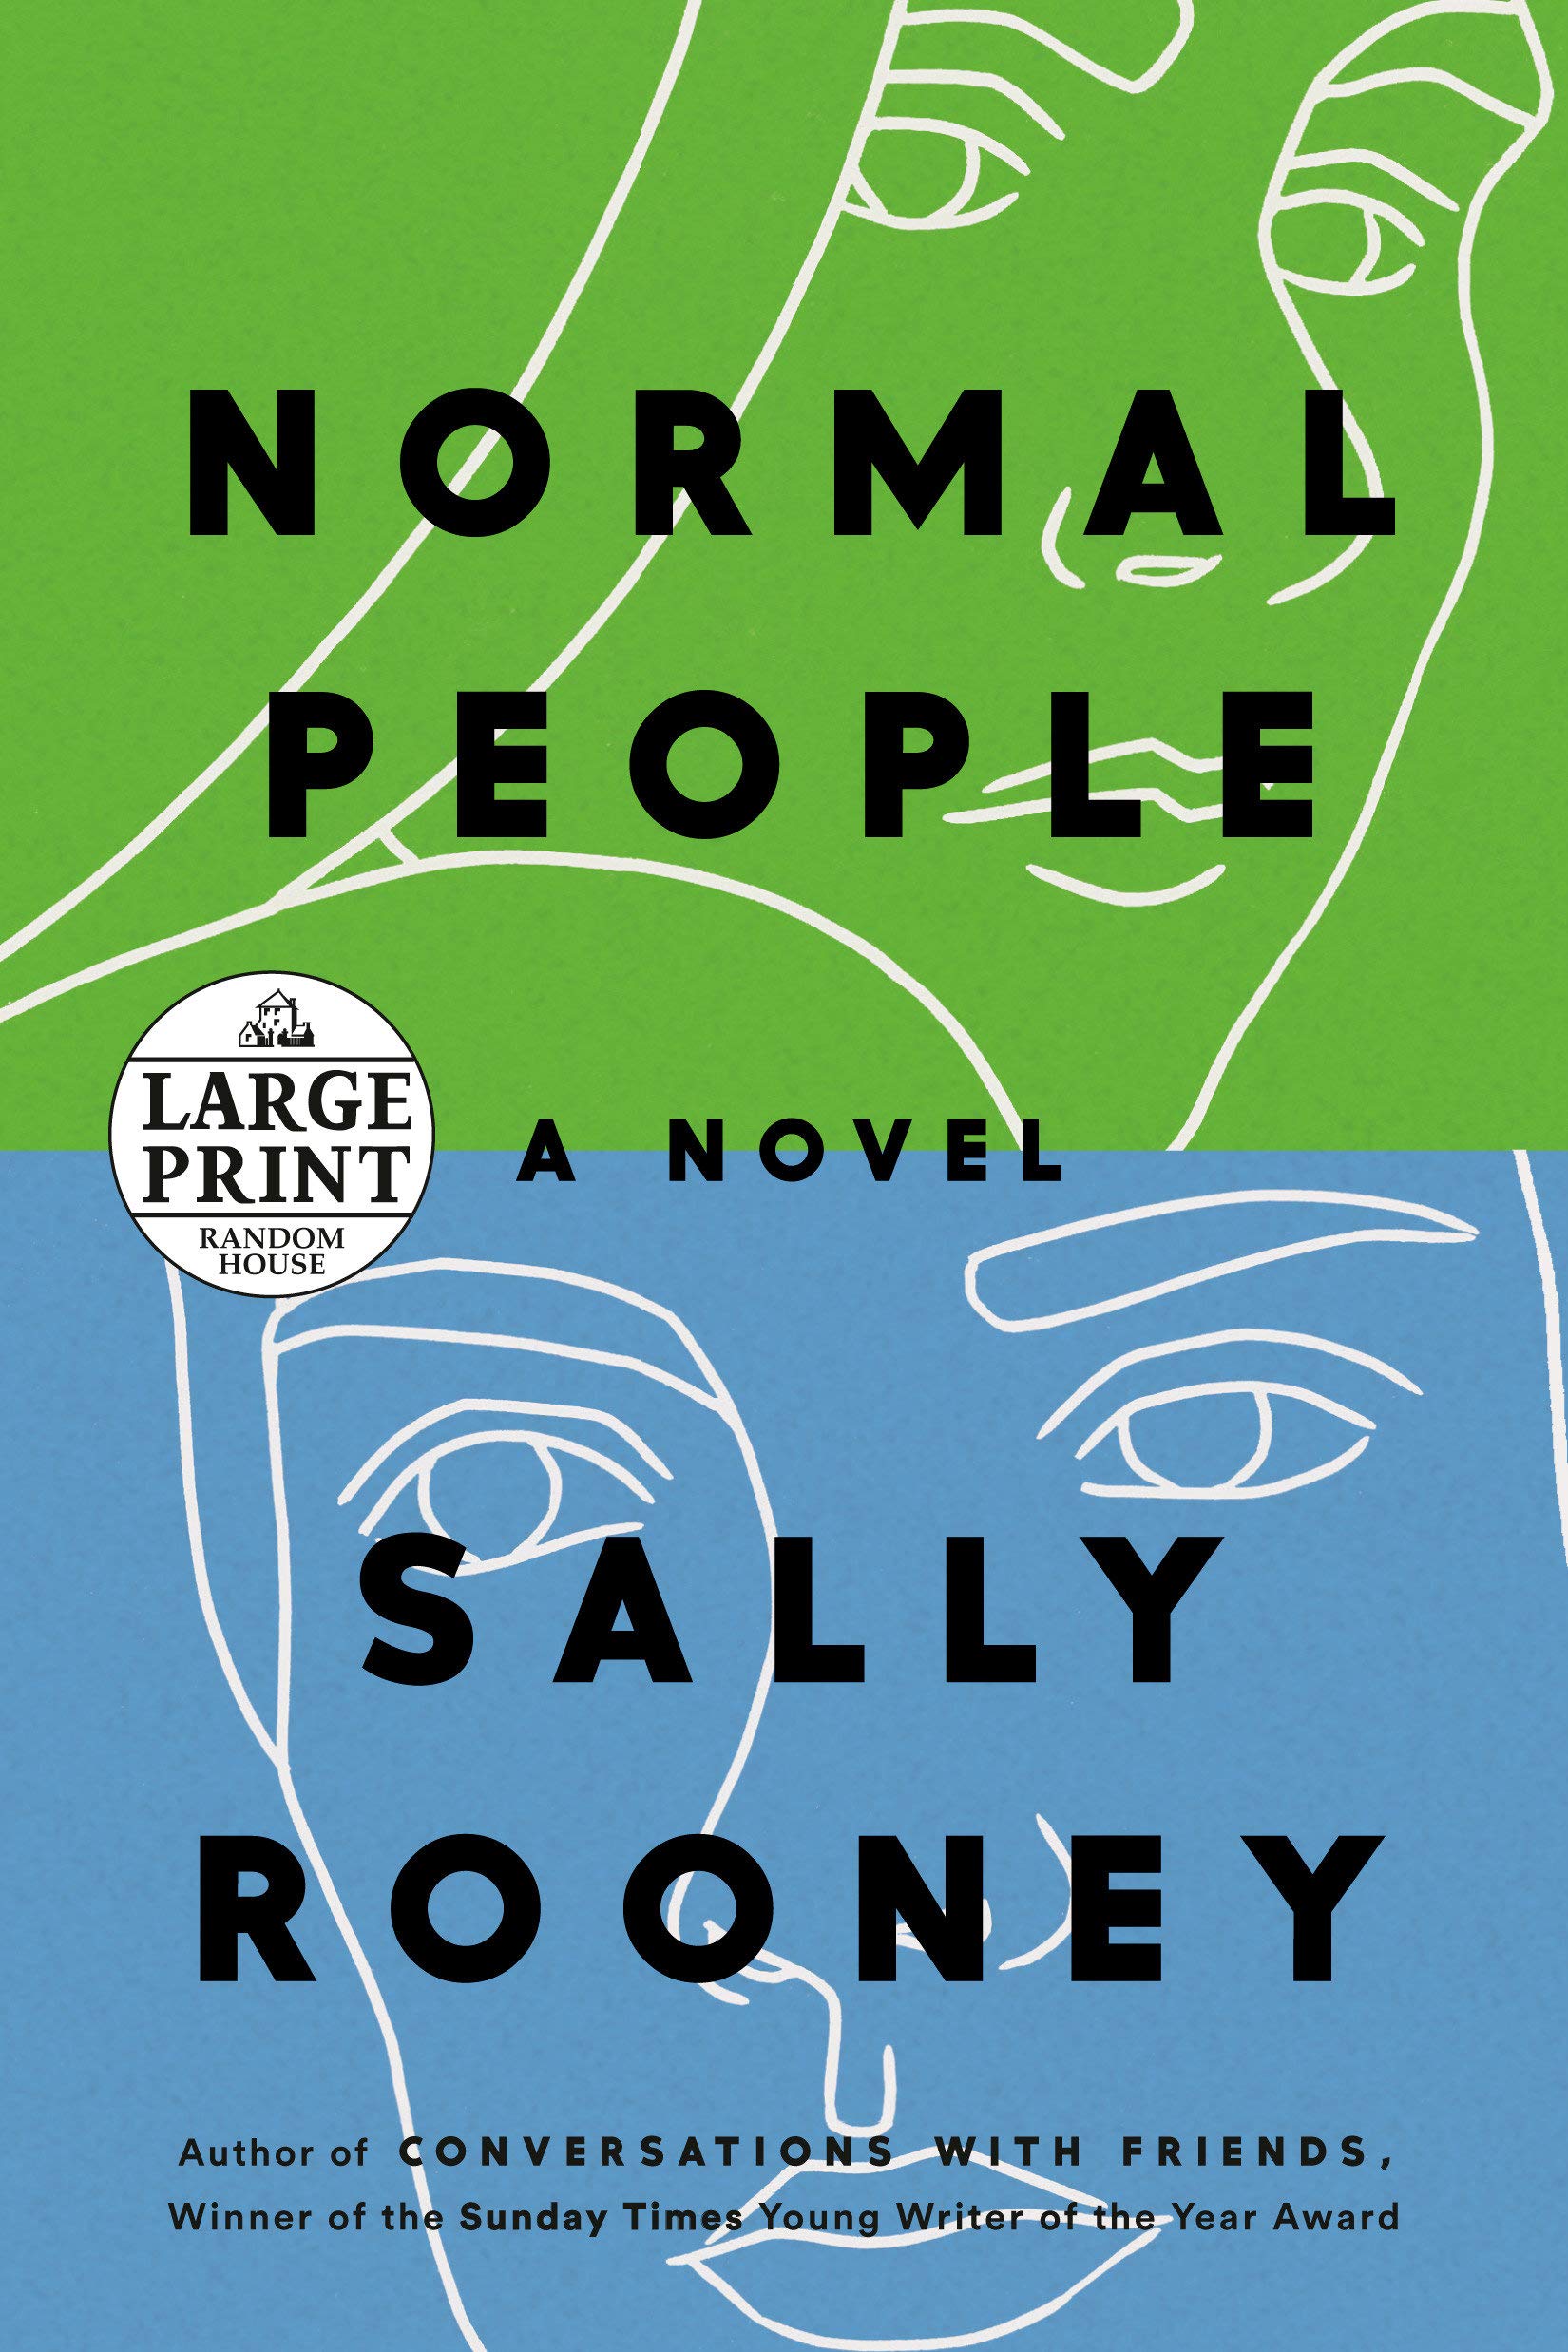 NORMAL
PEOPLE
LARGE
PRINT
RANDOM
HOUSE
A NOVEL
SALLY
ROONEY
Author of CONVERSATIONS WITH FRIENDS,
Winner of the Sunday Times Young Writer of the Year Award